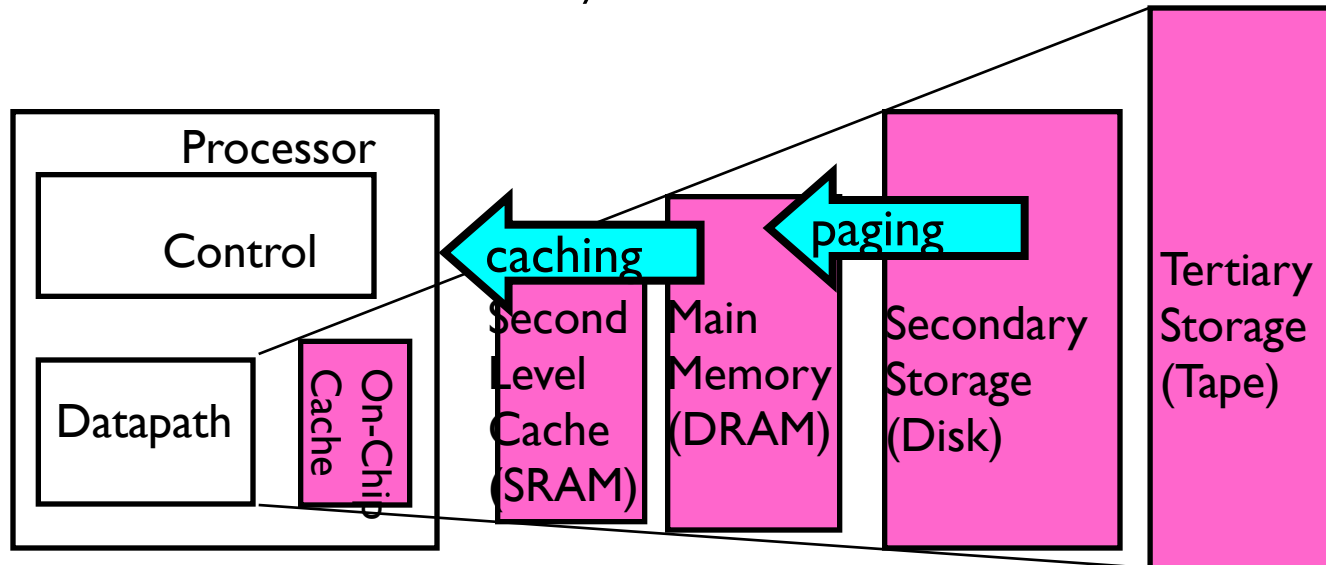 Processor
Control
Datapath
On-Chip
Cache
caching
Second
Level
Cache
(SRAM)
Main
Memory
(DRAM)
paging
Secondary
Storage
(Disk)
Tertiary
Storage
(Tape)